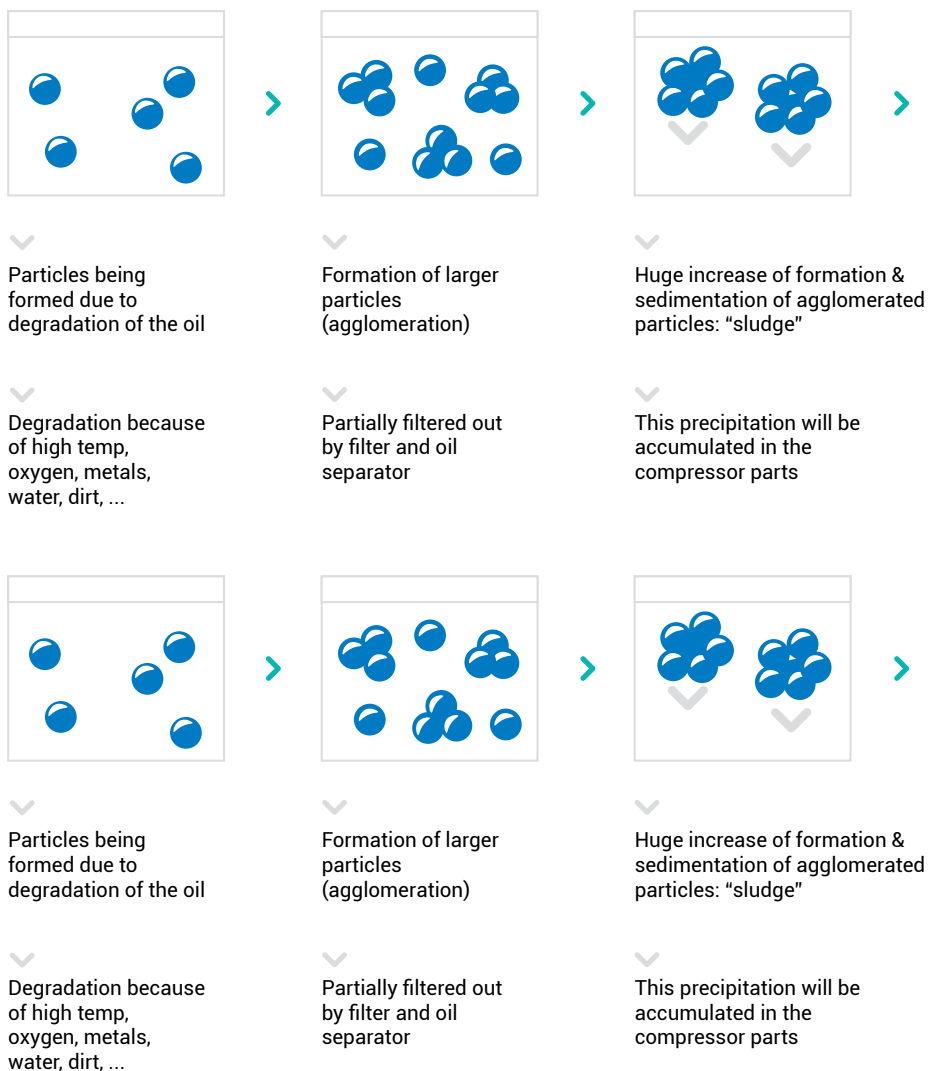 Particles being
formed due to
degradation of the oil
Formation of larger
particles
(agglomeration)
Huge increase of formation &
sedimentation of agglomerated
particles: “sludge”
Degradation because
of high temp,
oxygen, metals,
water, dirt, ...
Partially filtered out
by filter and oil
separator
This precipitation will be
accumulated in the
compressor parts
Particles being
formed due to
degradation of the oil
Formation of larger
particles
(agglomeration)
Huge increase of formation &
sedimentation of agglomerated
particles: “sludge”
Degradation because
of high temp,
oxygen, metals,
water, dirt, ...
Partially filtered out
by filter and oil
separator
This precipitation will be
accumulated in the
compressor parts